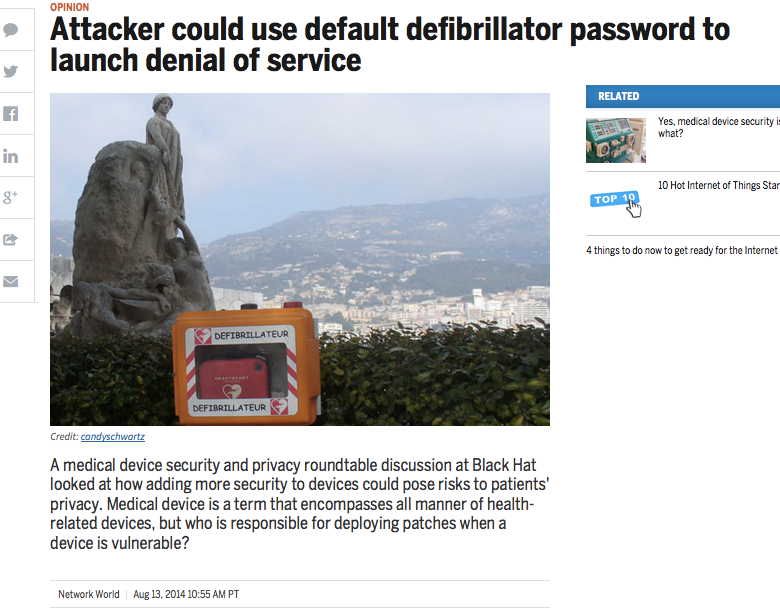 OPINION
Attacker could use default defibrillator password to
launch denial of service
DEFIBRILLATEUR
HEARTSTART
DEFIBRILLATEUR
Credit: candyschwartz
A medical device security and privacy roundtable discussion at Black Hat
looked at how adding more security to devices could pose risks to patients'
privacy. Medical device is a term that encompasses all manner of health-
related devices, but who is responsible for deploying patches when a
device is vulnerable?
Network World | Aug 13, 2014 10:55 AM PT
RELATED
Yes, medical device security is
what?
TOP 10
10 Hot Internet of Things Star
4 things to do now to get ready for the Internet